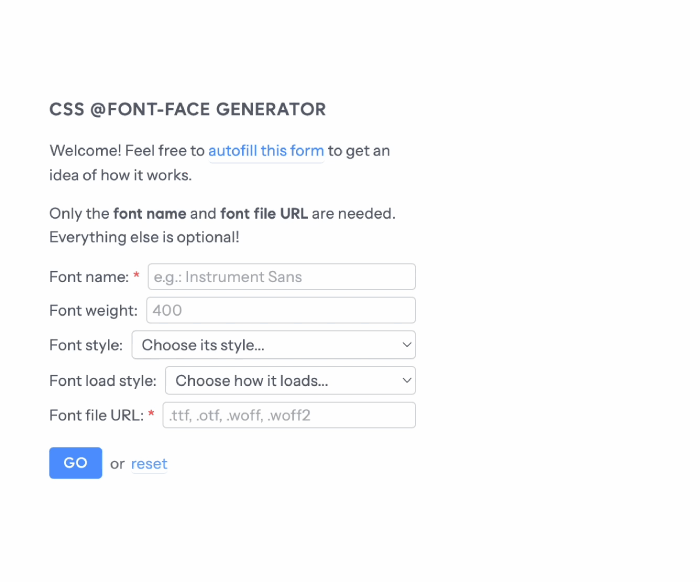 CSS @FONT-FACE GENERATOR
Welcome! Feel free to autofill this form to get an
idea of how it works.
Only the font name and font file URL are needed.
Everything else is optional!
Font name: * e.g.: Instrument Sans
Font weight: 400
Font style: Choose its style...
Font load style: Choose how it loads...
Font file URL: * .ttf, .otf, .woff, .woff2
GO or reset